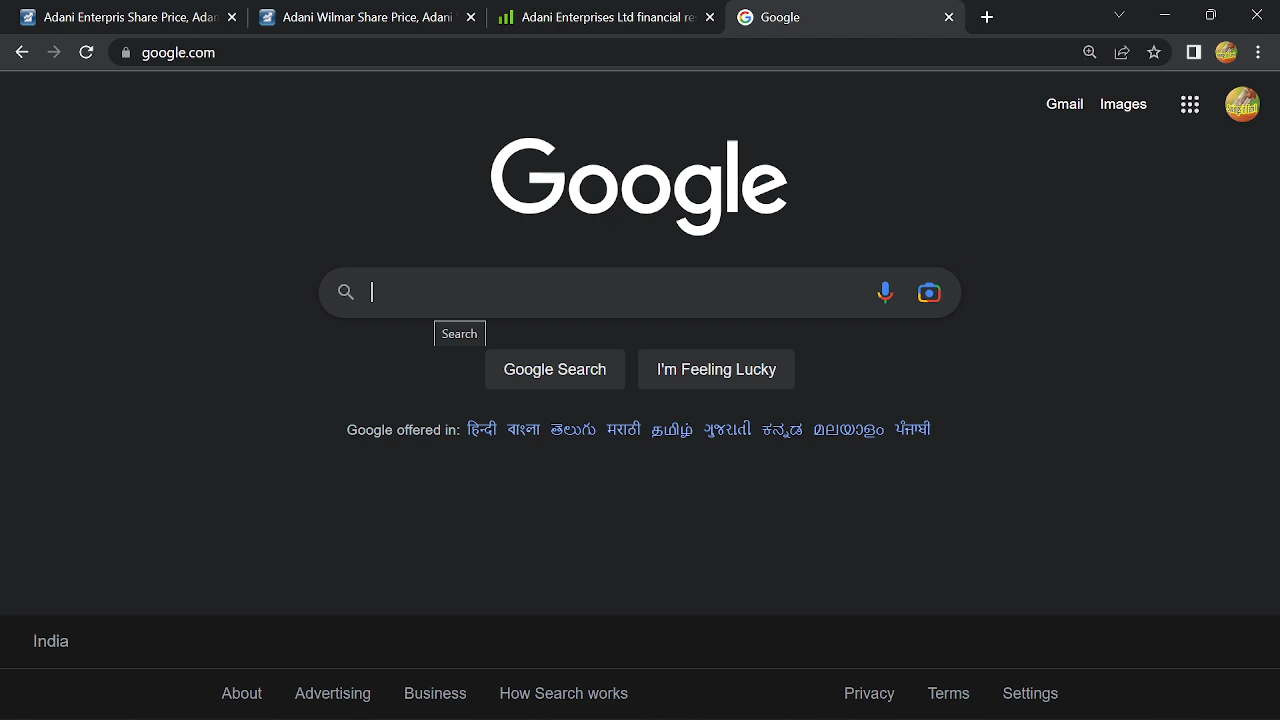 Adani Enterpris Share Price, Adan
Adani Wilmar Share Price, Adani
Adani Enterprises Ltd financial re
Google
google.com
Gmail Images
Google
Search
Google Search I'm Feeling Lucky
Google offered in: हिन्दी বাংলা తెలుగు मराठी தமிழ் ગુજરાતી ಕನ್ನಡ മലയാളം ਪੰਜਾਬੀ
India
About Advertising Business How Search works Privacy Terms Settings